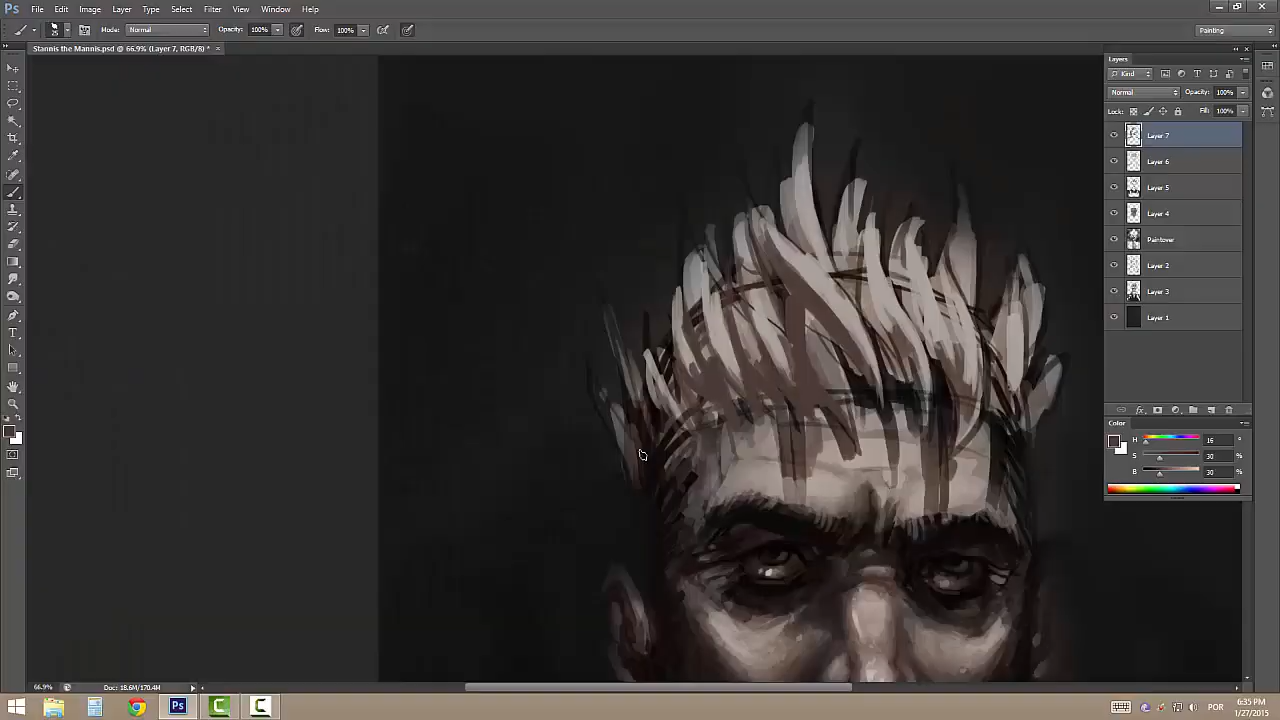 Ps File Edit Image Layer Type Select Filter Edit View Window Help
Mode: Normal Opacity: 100% Flow: 100% Painting
Stannis the Mannis.psd @ 66.9% (Layer 7, RGB/8) * ×
Layers
Kind
Normal Opacity: 100%
Lock: Fill: 100%
Layer 7
Layer 6
Layer 5
Layer 4
Paintover
Layer 2
Layer 3
Layer 1
Color
H 16 °
S 30 %
B 30 %
66.9% Doc: 18.6M/170.4M
Ps POR 6:35 PM
1/27/2015